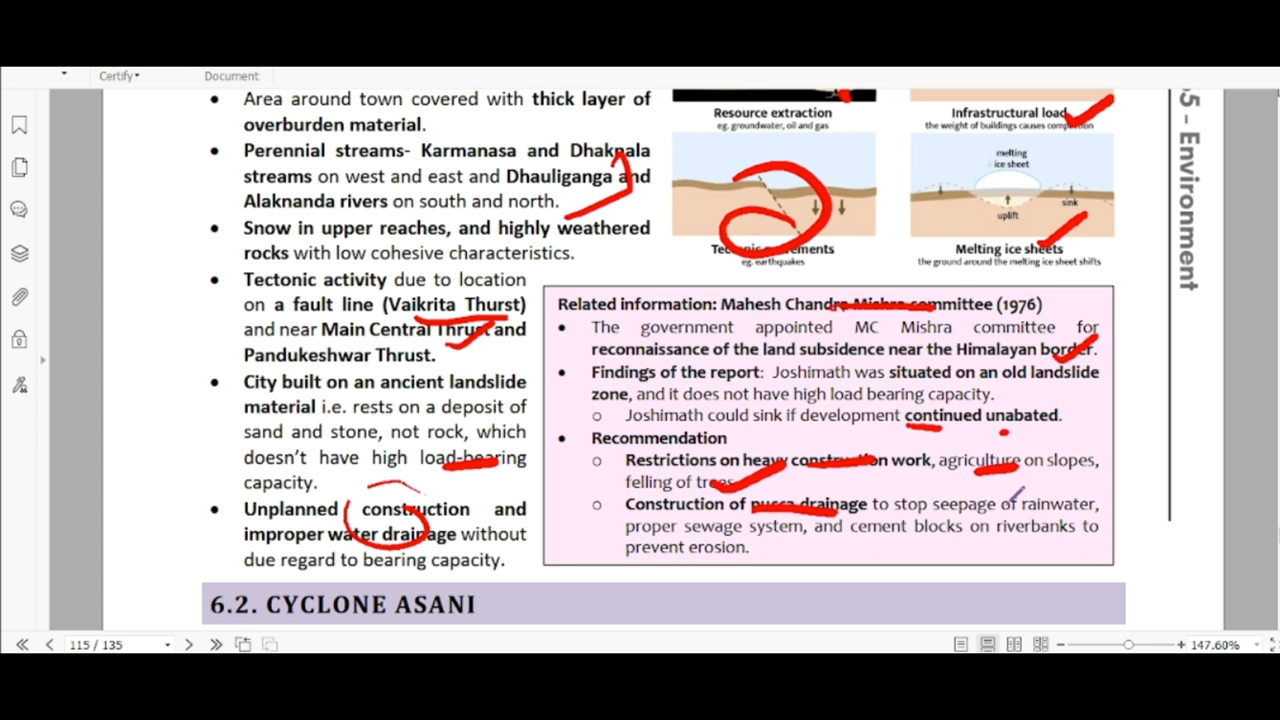 Certify
Document
Area around town covered with thick layer of
overburden material.
Perennial streams- Karmanasa and Dhaknala
streams on west and east and Dhauliganga and
Alaknanda rivers on south and north.
Snow in upper reaches, and highly weathered
rocks with low cohesive characteristics.
Tectonic activity due to location
on a fault line (Vaikrita Thurst)
and near Main Central Thrust and
Pandukeshwar Thrust.
City built on an ancient landslide
material i.e. rests on a deposit of
sand and stone, not rock, which
doesn't have high load-bearing
capacity.
Unplanned construction and
improper water drainage without
due regard to bearing capacity.
Resource extraction
eg. groundwater, oil and gas
Infrastructural load
the weight of buildings causes compaction
Tectonic movements
eg. earthquakes
melting
ice sheet
sink
uplift
Melting ice sheets
the ground around the melting ice sheet shifts
Related information: Mahesh Chandra Mishra committee (1976)
The government appointed MC Mishra committee for
reconnaissance of the land subsidence near the Himalayan border.
Findings of the report: Joshimath was situated on an old landslide
zone, and it does not have high load bearing capacity.
Joshimath could sink if development continued unabated.
Recommendation
Restrictions on heavy construction work, agriculture on slopes,
felling of trees.
Construction of pucca drainage to stop seepage of rainwater,
proper sewage system, and cement blocks on riverbanks to
prevent erosion.
6.2. CYCLONE ASANI
5 - Environment
115 / 135
147.60%